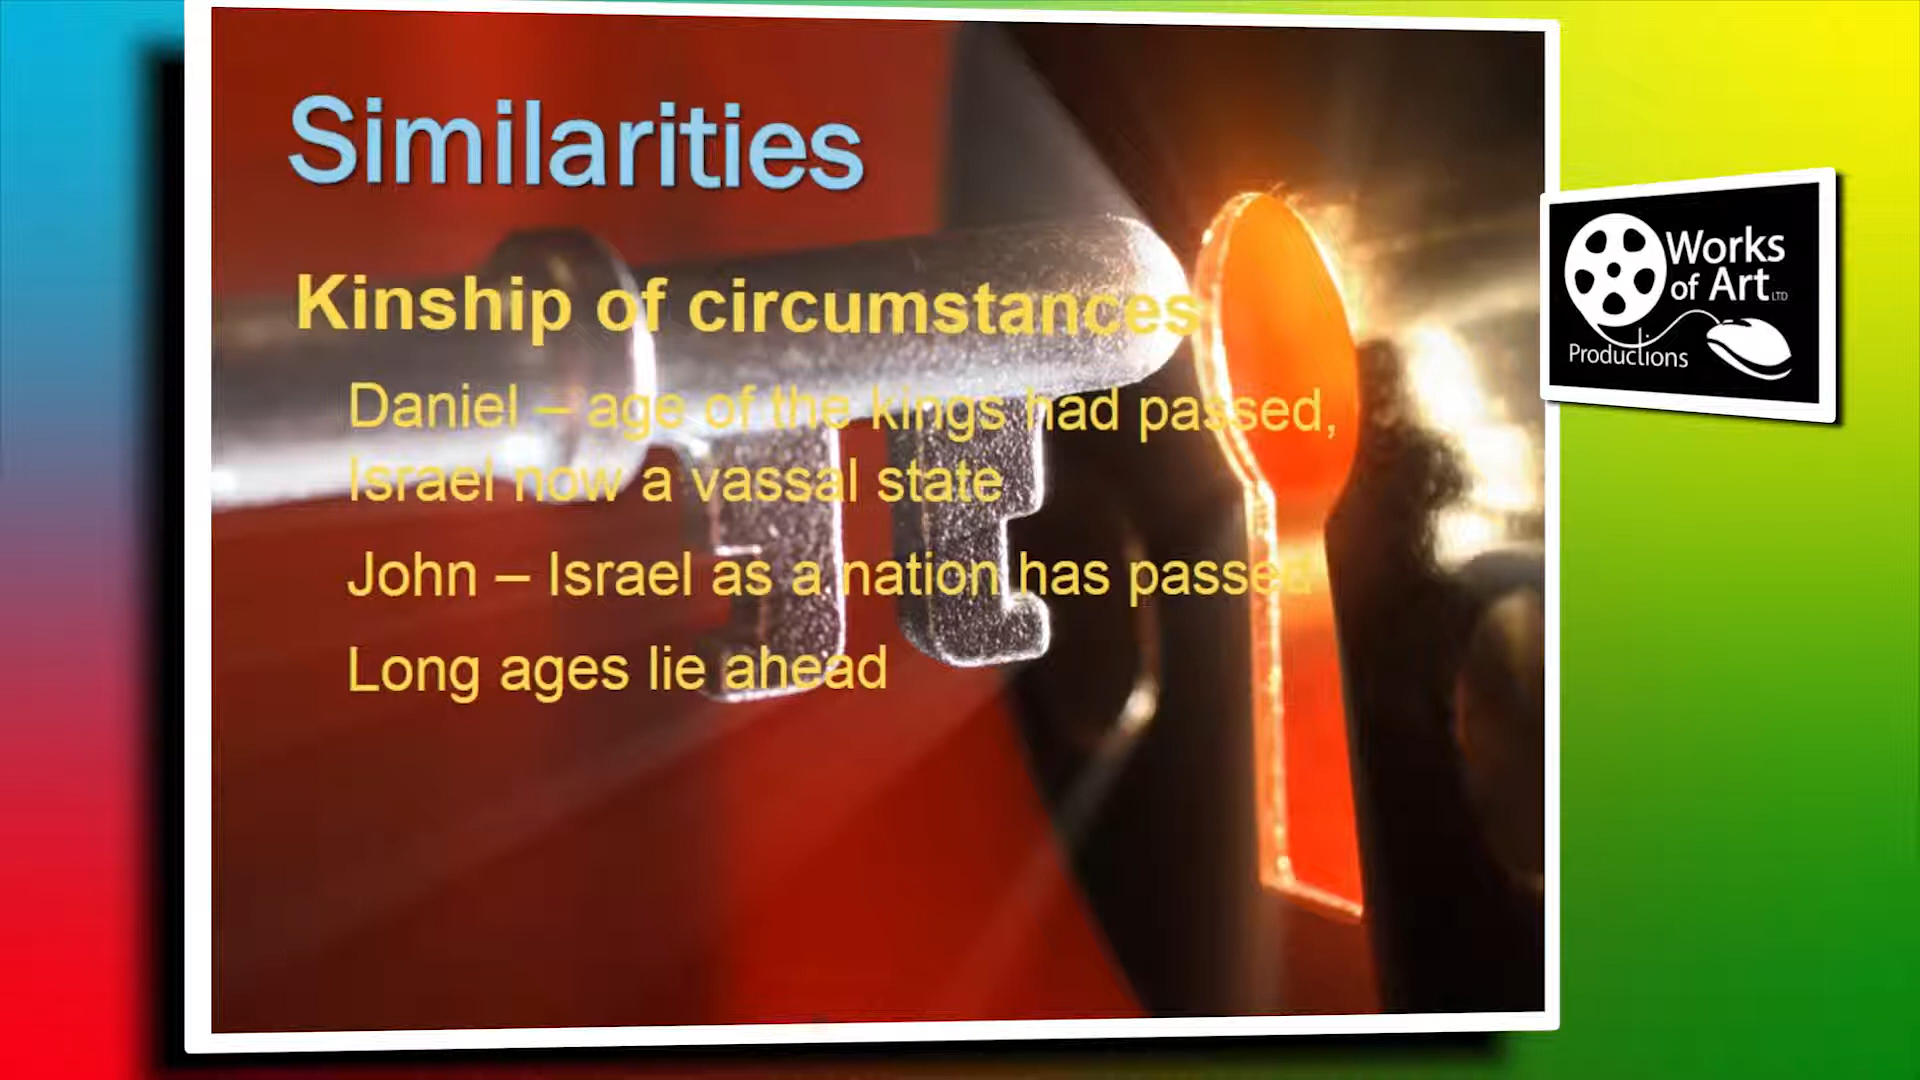 Similarities
Kinship of circumstances
Daniel – age of the kings had passed,
Israel now a vassal state
John – Israel as a nation has passed
Long ages lie ahead
Works
of Art LTD
Productions